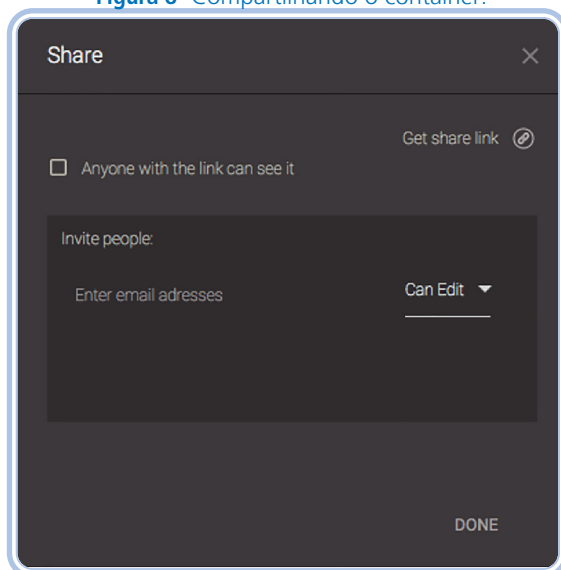 Compartilhando o container.
Share
Get share link
Anyone with the link can see it
Invite people:
Enter email adresses
Can Edit
DONE